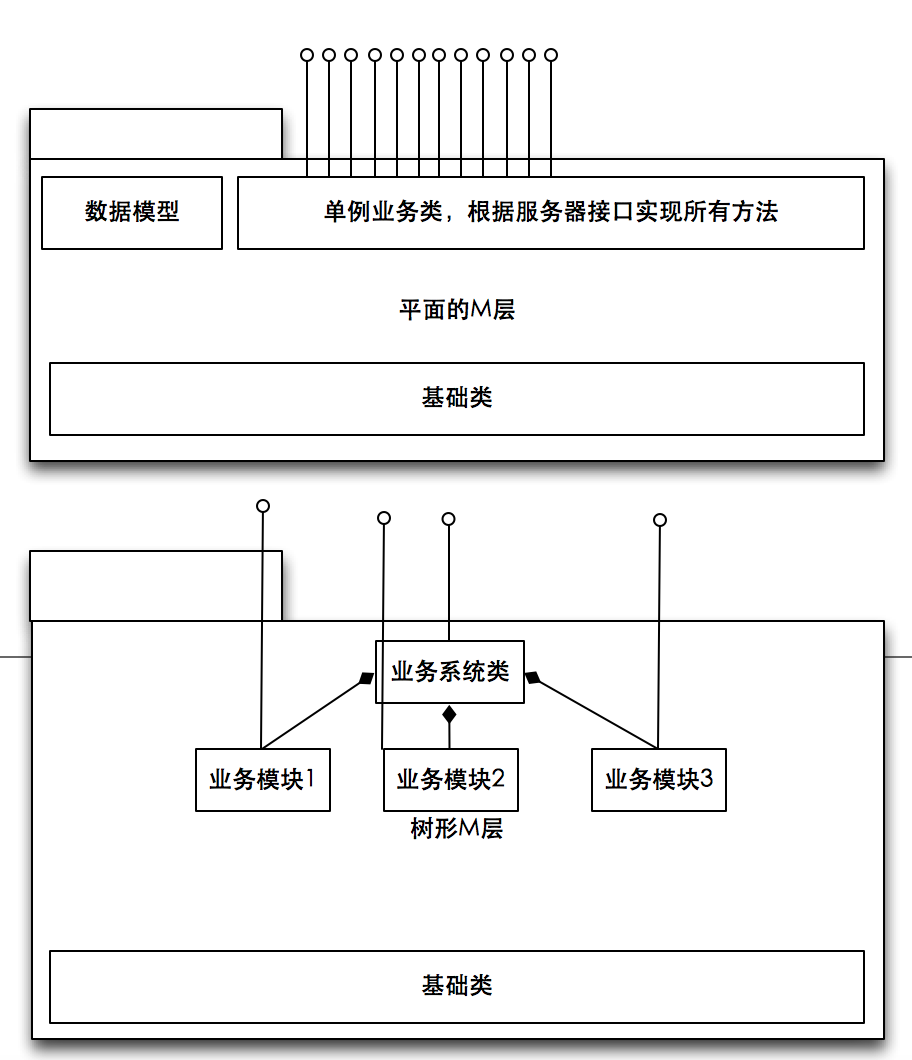 数据模型
单例业务类，根据服务器接口实现所有方法
平面的M层
基础类
业务系统类
业务模块1
业务模块2
业务模块3
树形M层
基础类